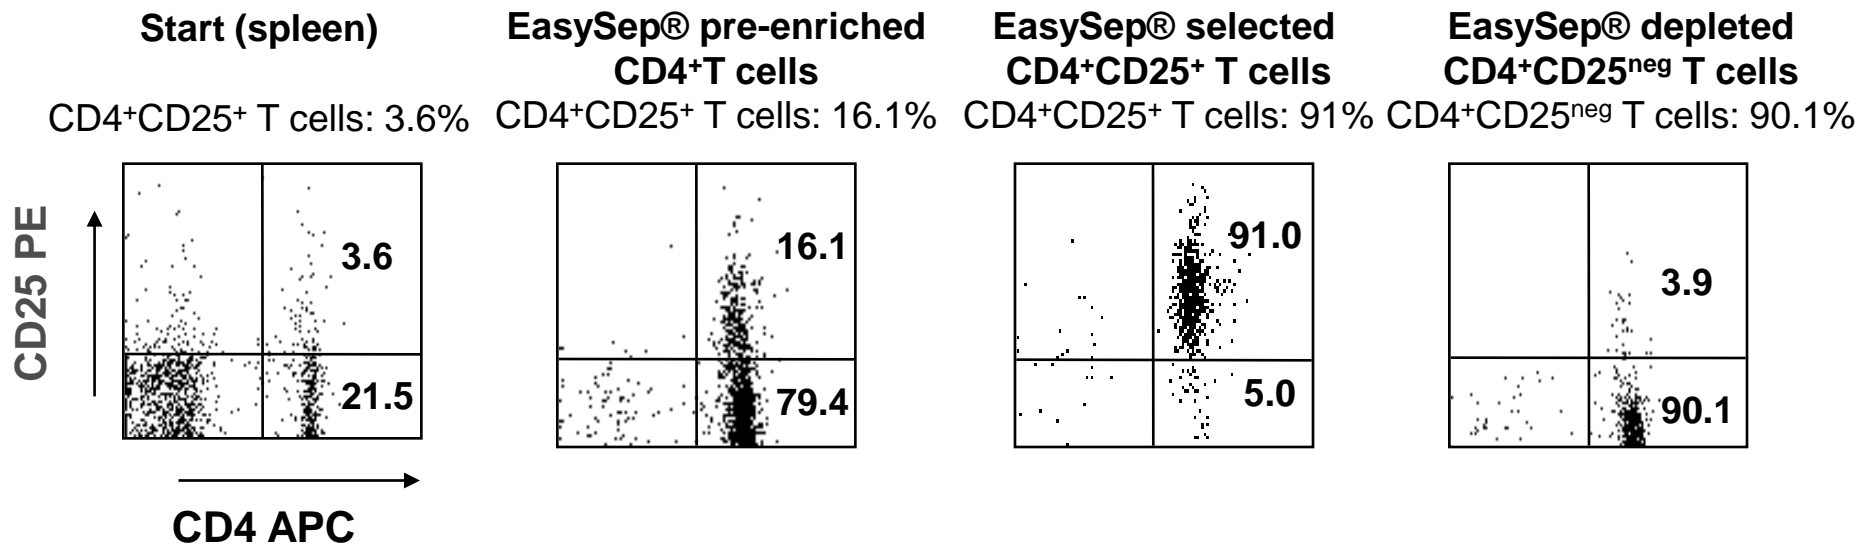 Start (spleen)
CD4⁺CD25⁺ T cells: 3.6%
EasySep® pre-enriched
CD4⁺T cells
CD4⁺CD25⁺ T cells: 16.1%
EasySep® selected
CD4⁺CD25⁺ T cells
CD4⁺CD25⁺ T cells: 91%
EasySep® depleted
CD4⁺CD25ⁿᵉᵍ T cells
CD4⁺CD25ⁿᵉᵍ T cells: 90.1%
CD25 PE
3.6
21.5
16.1
79.4
91.0
5.0
3.9
90.1
CD4 APC